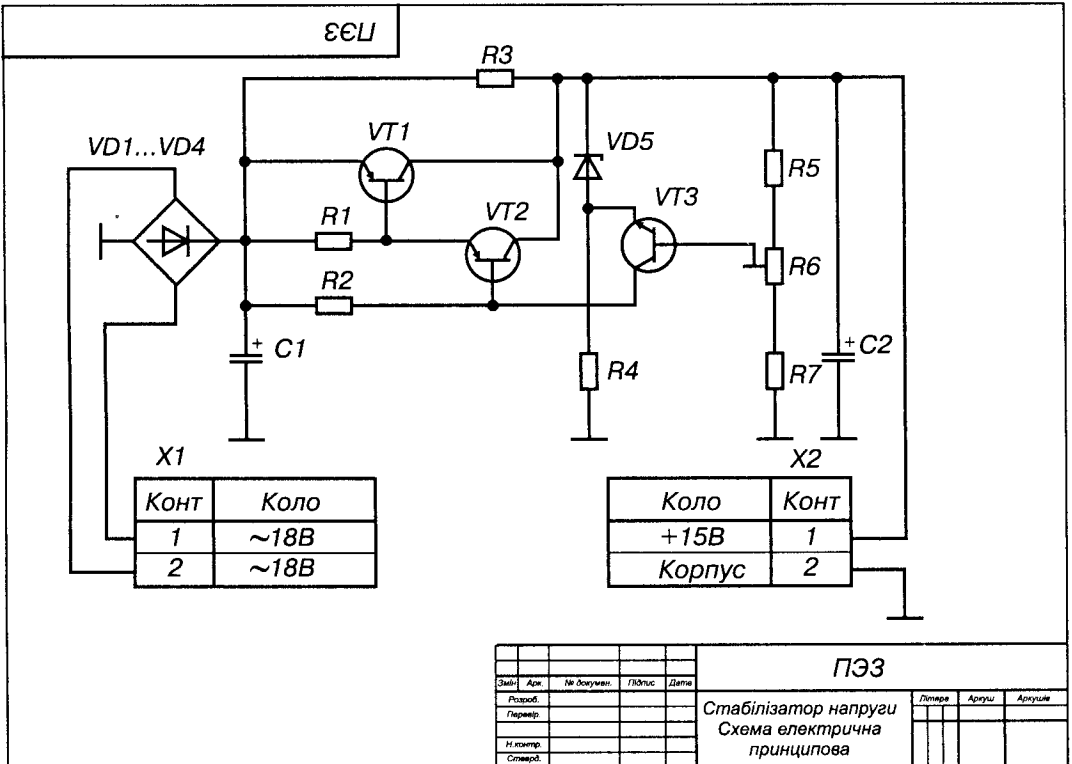 ПЭЗ
R3
VD1...VD4
VT1
VD5
R5
VT3
R1
VT2
R6
R2
+ C1
R4
R7
+ C2
X1
Конт Коло
1 ~18В
2 ~18В
X2
Коло Конт
+15В 1
Корпус 2
ПЭЗ
Змін Арк. № докумен. Підпис Дата
Розроб.
Перевір.
Н.контр.
Стверд.
Стабілізатор напруги
Схема електрична
принципова
Літера Аркуш Аркушів